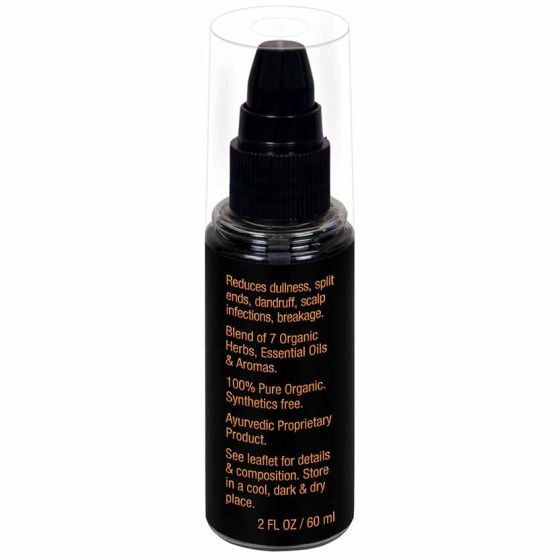 Reduces dullness, split
ends, dandruff, scalp
infections, breakage.
Blend of 7 Organic
Herbs, Essential Oils
& Aromas.
100% Pure Organic.
Synthetics free.
Ayurvedic Proprietary
Product.
See leaflet for details
& composition. Store
in a cool, dark & dry
place.
2 FL OZ / 60 ml